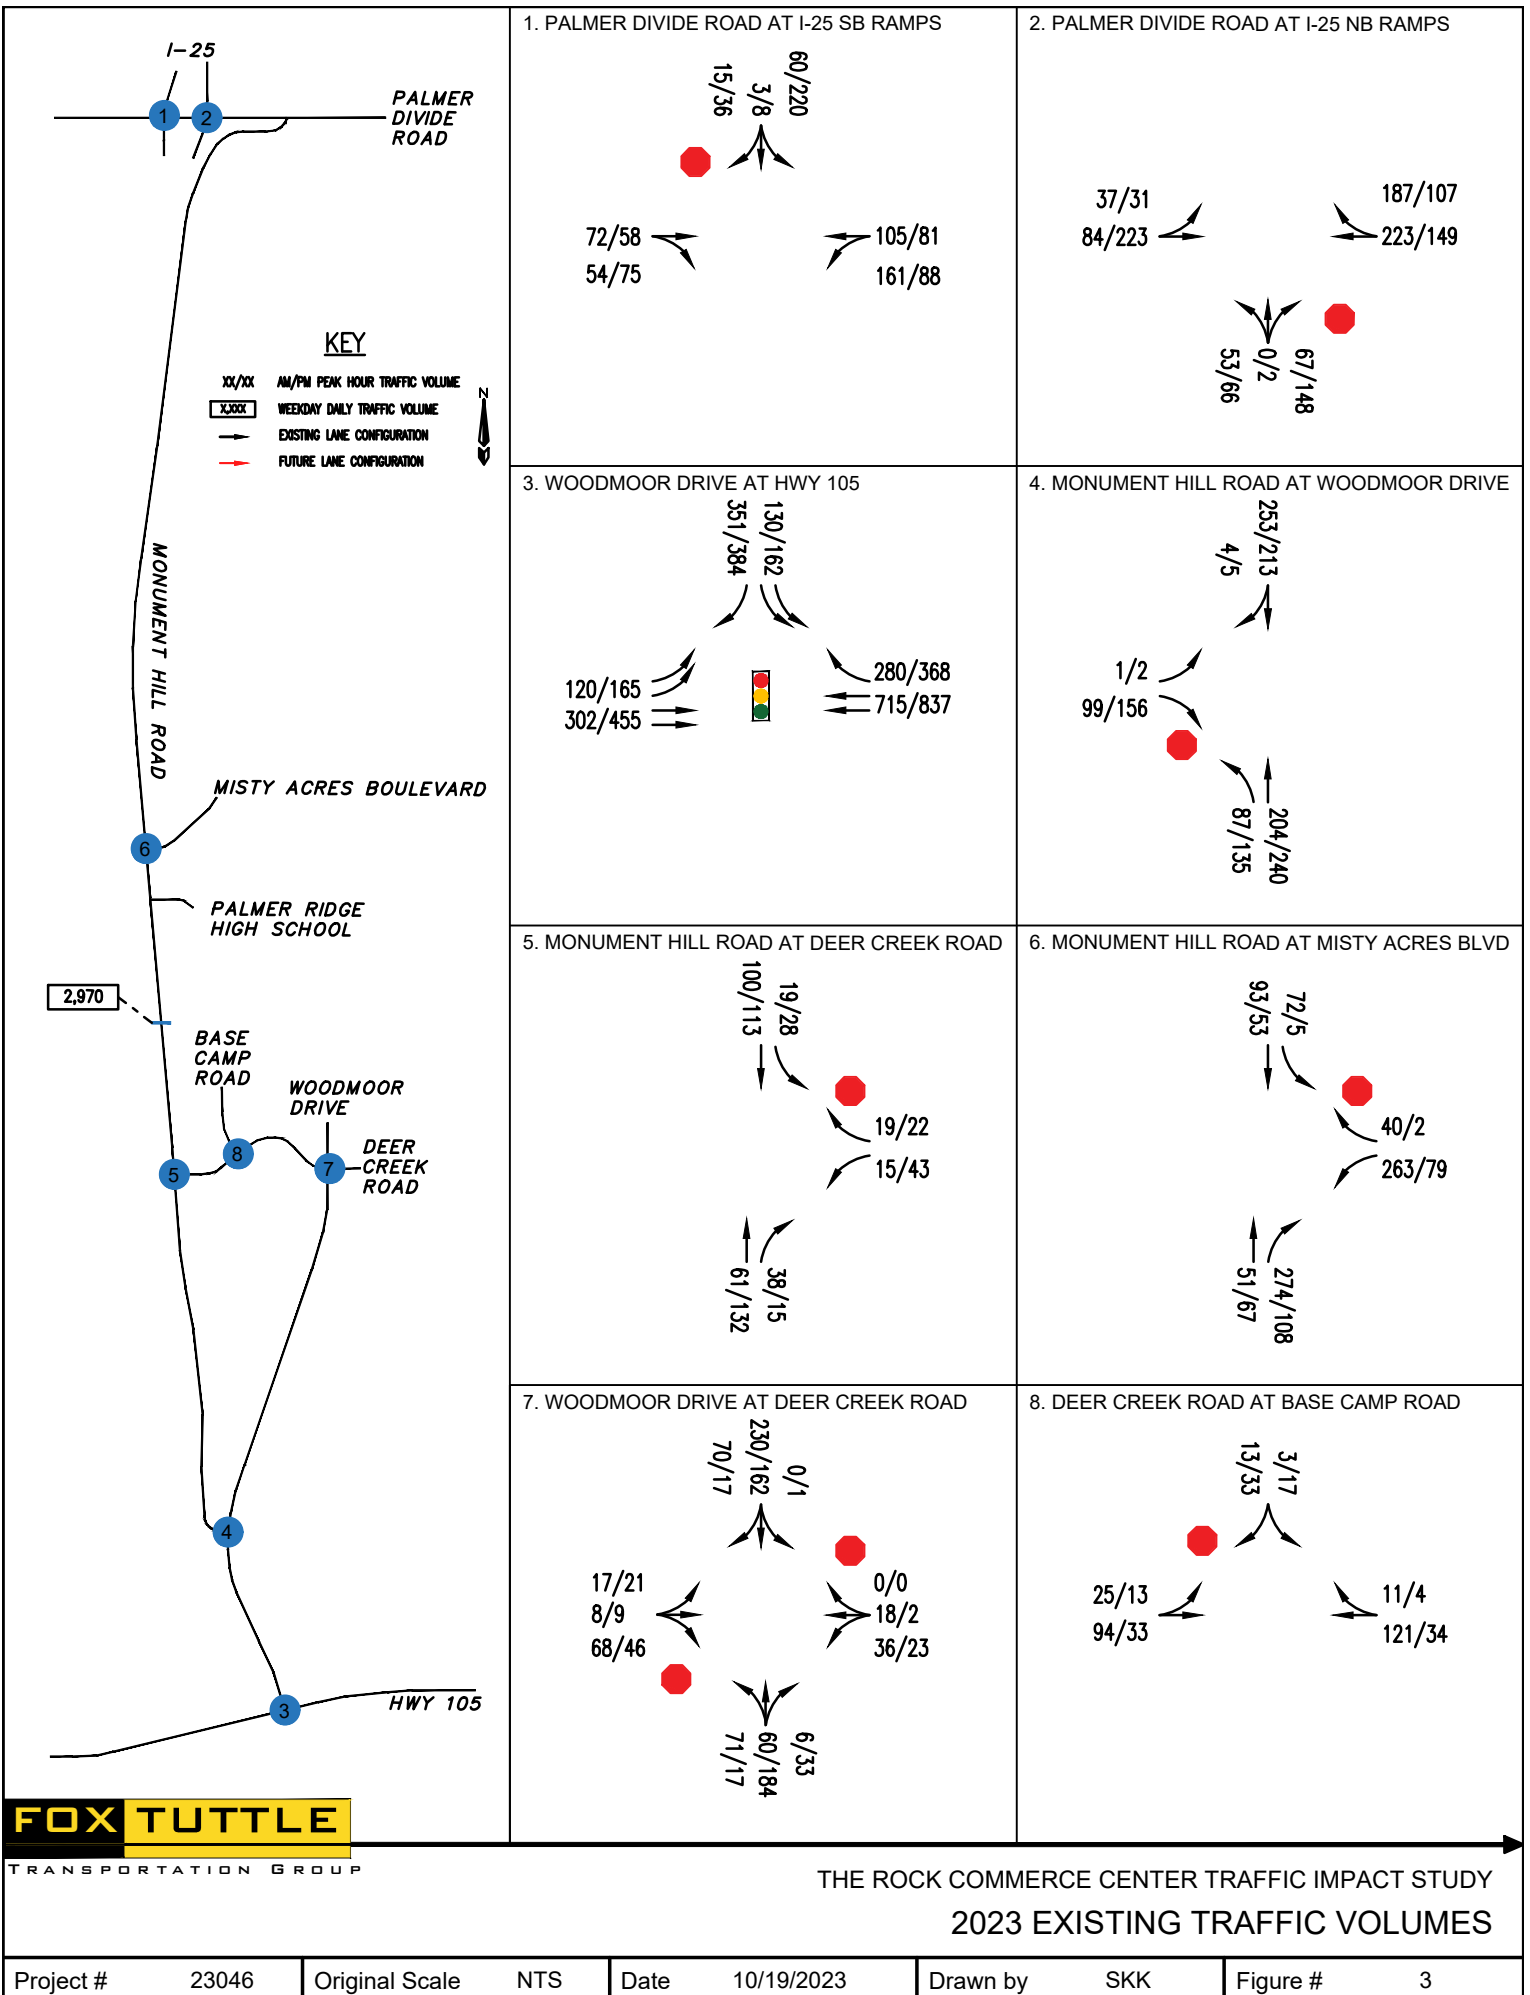 I-25
PALMER
DIVIDE
ROAD
1
2
KEY
XX/XX AM/PM PEAK HOUR TRAFFIC VOLUME
X,XXX WEEKDAY DAILY TRAFFIC VOLUME
EXISTING LANE CONFIGURATION
FUTURE LANE CONFIGURATION
N
MONUMENT HILL ROAD
MISTY ACRES BOULEVARD
6
PALMER RIDGE
HIGH SCHOOL
2,970
BASE
CAMP
ROAD
WOODMOOR
DRIVE
DEER
CREEK
ROAD
8
7
5
4
3
HWY 105
1. PALMER DIVIDE ROAD AT I-25 SB RAMPS
15/36
3/8
60/220
72/58
54/75
105/81
161/88
2. PALMER DIVIDE ROAD AT I-25 NB RAMPS
37/31
84/223
187/107
223/149
53/66
0/2
67/148
3. WOODMOOR DRIVE AT HWY 105
351/384
130/162
120/165
302/455
280/368
715/837
4. MONUMENT HILL ROAD AT WOODMOOR DRIVE
4/5
253/213
1/2
99/156
87/135
204/240
5. MONUMENT HILL ROAD AT DEER CREEK ROAD
100/113
19/28
19/22
15/43
61/132
38/15
6. MONUMENT HILL ROAD AT MISTY ACRES BLVD
93/53
72/5
40/2
263/79
51/67
274/108
7. WOODMOOR DRIVE AT DEER CREEK ROAD
70/17
230/162
0/1
17/21
8/9
68/46
0/0
18/2
36/23
71/17
60/184
6/33
8. DEER CREEK ROAD AT BASE CAMP ROAD
13/33
3/17
25/13
94/33
11/4
121/34
FOX TUTTLE
TRANSPORTATION GROUP
THE ROCK COMMERCE CENTER TRAFFIC IMPACT STUDY
2023 EXISTING TRAFFIC VOLUMES
Project # 23046 Original Scale NTS Date 10/19/2023 Drawn by SKK Figure # 3